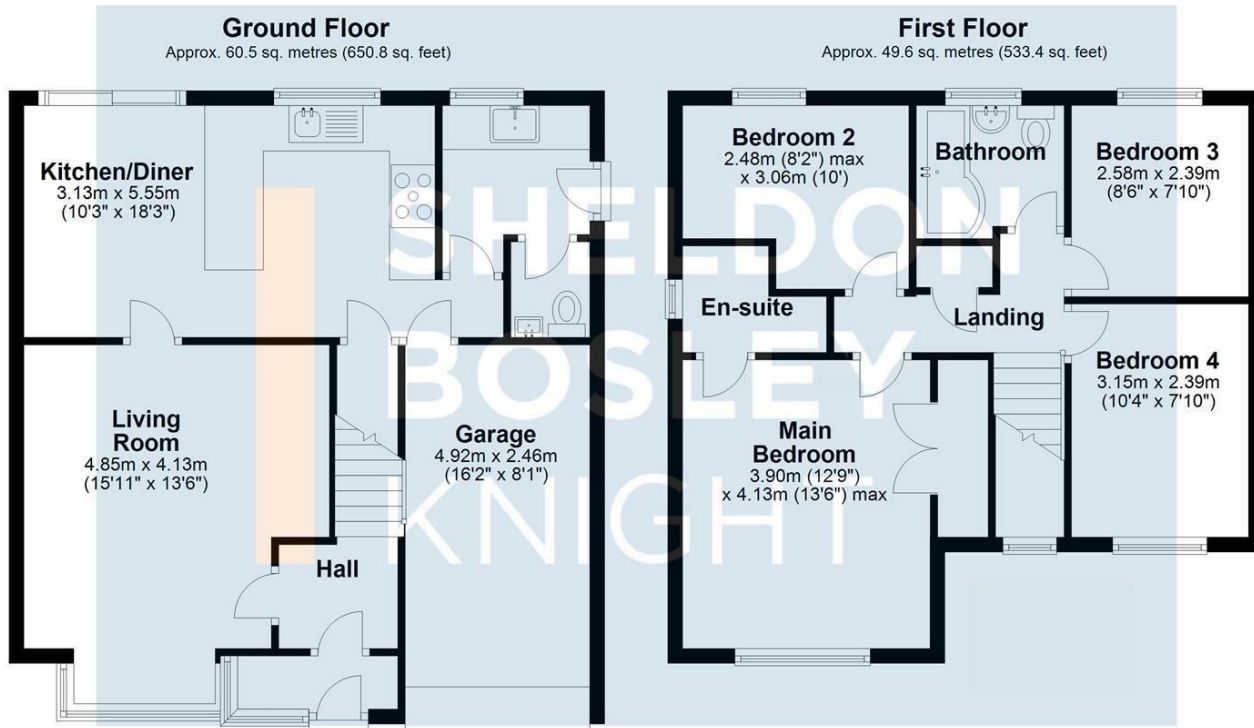 Ground Floor
Approx. 60.5 sq. metres (650.8 sq. feet)
Kitchen/Diner
3.13m x 5.55m
(10'3" x 18'3")
Living
Room
4.85m x 4.13m
(15'11" x 13'6")
Hall
Garage
4.92m x 2.46m
(16'2" x 8'1")
First Floor
Approx. 49.6 sq. metres (533.4 sq. feet)
Bedroom 2
2.48m (8'2") max
x 3.06m (10')
Bathroom
Bedroom 3
2.58m x 2.39m
(8'6" x 7'10")
En-suite
Landing
Bedroom 4
3.15m x 2.39m
(10'4" x 7'10")
Main
Bedroom
3.90m (12'9")
x 4.13m (13'6") max
SHELDON
BOSLEY
KNIGHT